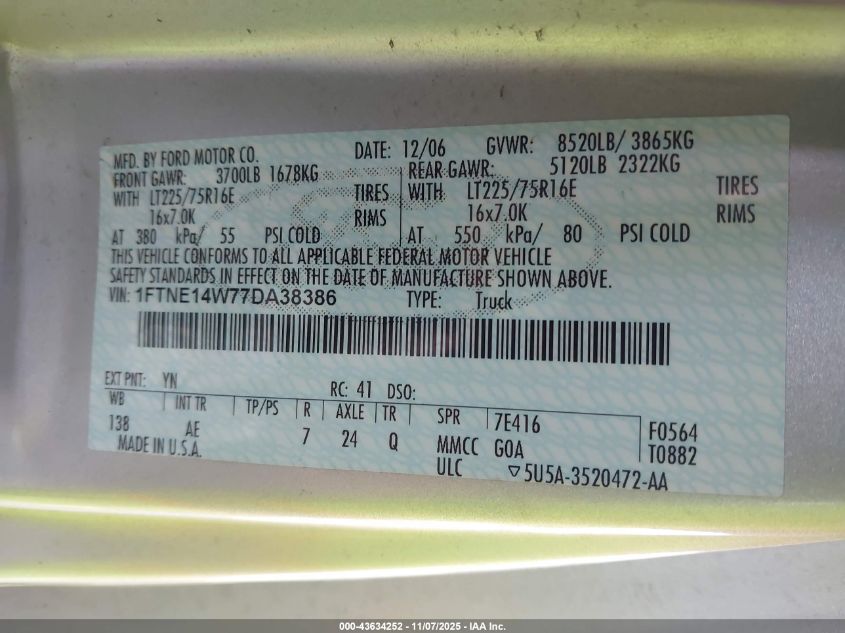 MFD. BY FORD MOTOR CO. DATE: 12/06 GVWR: 8520LB/ 3865KG
FRONT GAWR: 3700LB 1678KG REAR GAWR: 5120LB 2322KG
WITH LT225/75R16E TIRES WITH LT225/75R16E TIRES
16x7.0K RIMS 16x7.0K RIMS
AT 380 kPa/ 55 PSI COLD AT 550 kPa/ 80 PSI COLD
THIS VEHICLE CONFORMS TO ALL APPLICABLE FEDERAL MOTOR VEHICLE
SAFETY STANDARDS IN EFFECT ON THE DATE OF MANUFACTURE SHOWN ABOVE.
VIN: 1FTNE14W77DA38386 TYPE: Truck
EXT PNT: YN RC: 41 DSO:
WB INT TR TP/PS R AXLE TR SPR 7E416 F0564
138 AE 7 24 Q MMCC GOA T0882
MADE IN U.S.A. ULC ▽5U5A-3520472-AA
000-43634252 - 11/07/2025 - IAA Inc.